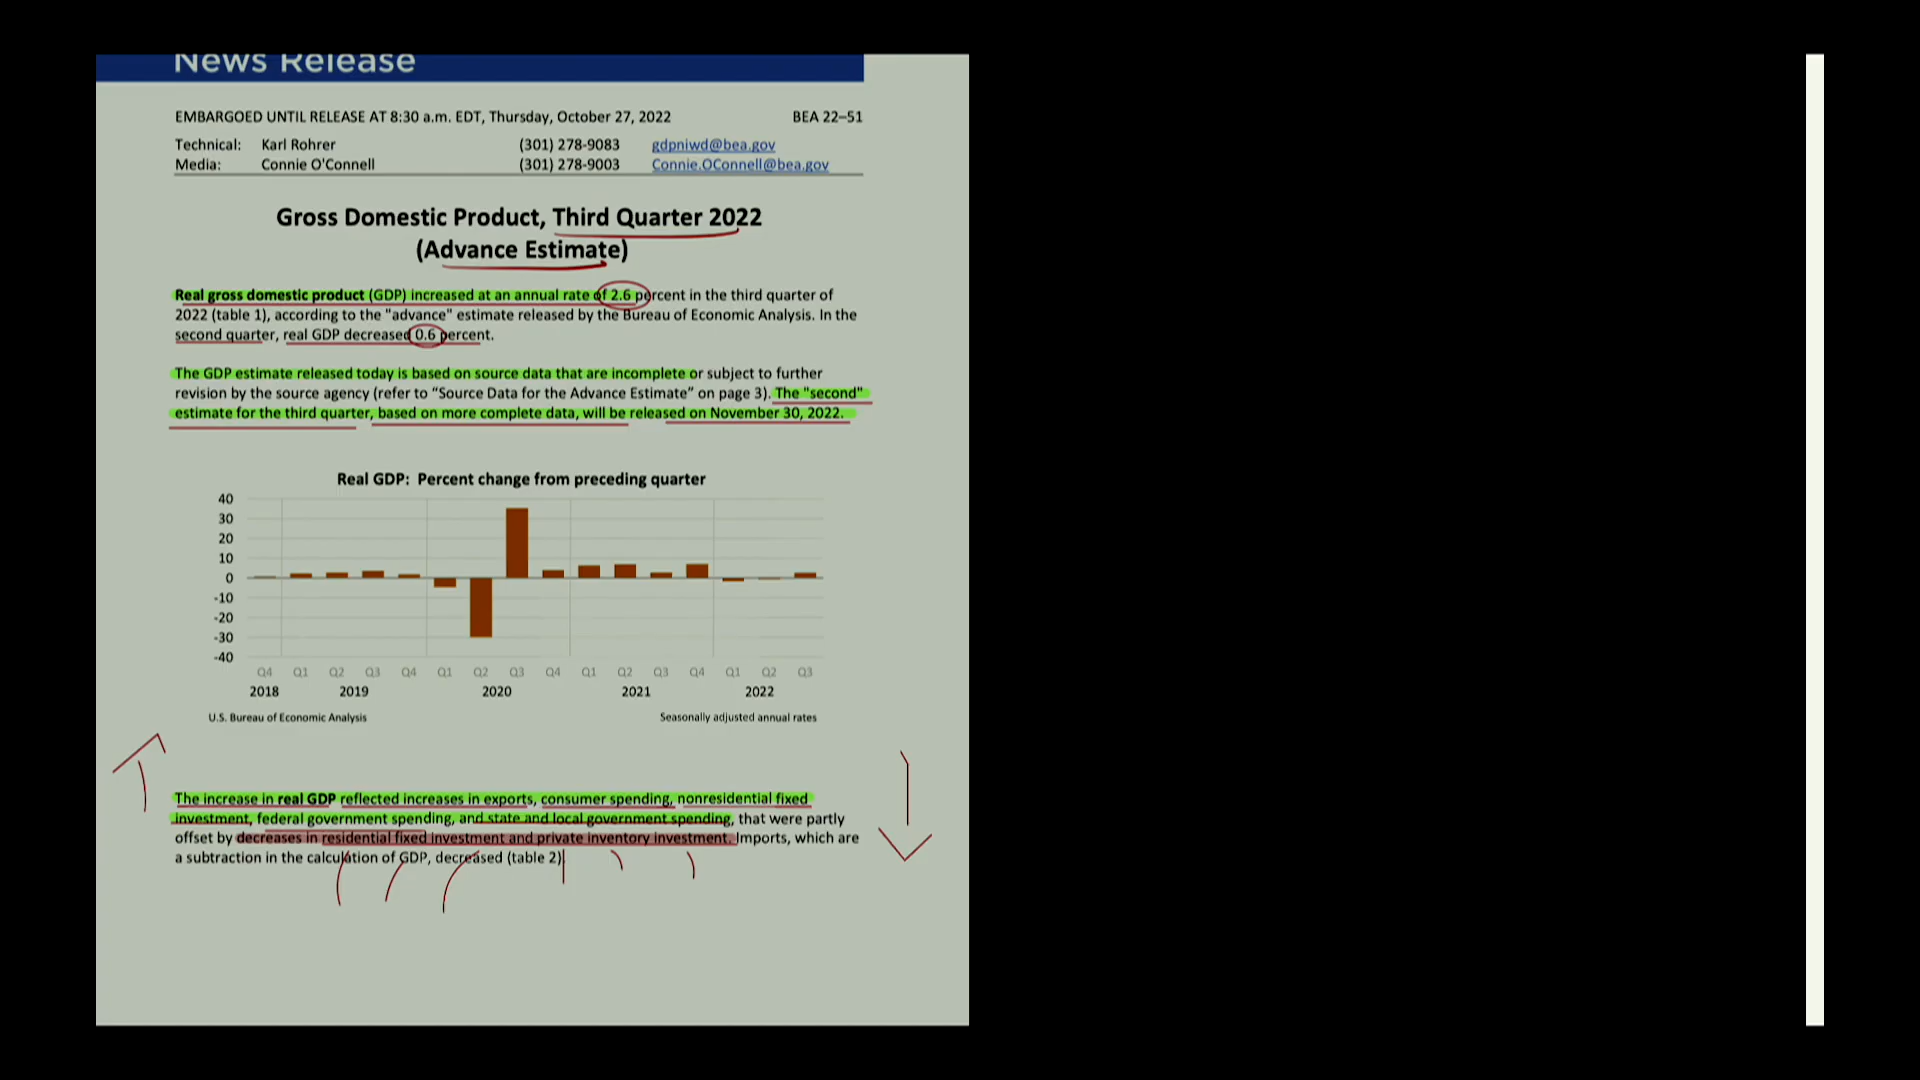 News Release
EMBARGOED UNTIL RELEASE AT 8:30 a.m. EDT, Thursday, October 27, 2022 BEA 22–51
Technical: Karl Rohrer (301) 278-9083 gdpniwd@bea.gov
Media: Connie O'Connell (301) 278-9003 Connie.OConnell@bea.gov
Gross Domestic Product, Third Quarter 2022
(Advance Estimate)
Real gross domestic product (GDP) increased at an annual rate of 2.6 percent in the third quarter of
2022 (table 1), according to the "advance" estimate released by the Bureau of Economic Analysis. In the
second quarter, real GDP decreased 0.6 percent.
The GDP estimate released today is based on source data that are incomplete or subject to further
revision by the source agency (refer to “Source Data for the Advance Estimate” on page 3). The "second"
estimate for the third quarter, based on more complete data, will be released on November 30, 2022.
Real GDP: Percent change from preceding quarter
40
30
20
10
0
-10
-20
-30
-40
Q4 Q1 Q2 Q3 Q4 Q1 Q2 Q3 Q4 Q1 Q2 Q3 Q4 Q1 Q2 Q3
2018 2019 2020 2021 2022
U.S. Bureau of Economic Analysis Seasonally adjusted annual rates
The increase in real GDP reflected increases in exports, consumer spending, nonresidential fixed
investment, federal government spending, and state and local government spending, that were partly
offset by decreases in residential fixed investment and private inventory investment. Imports, which are
a subtraction in the calculation of GDP, decreased (table 2).